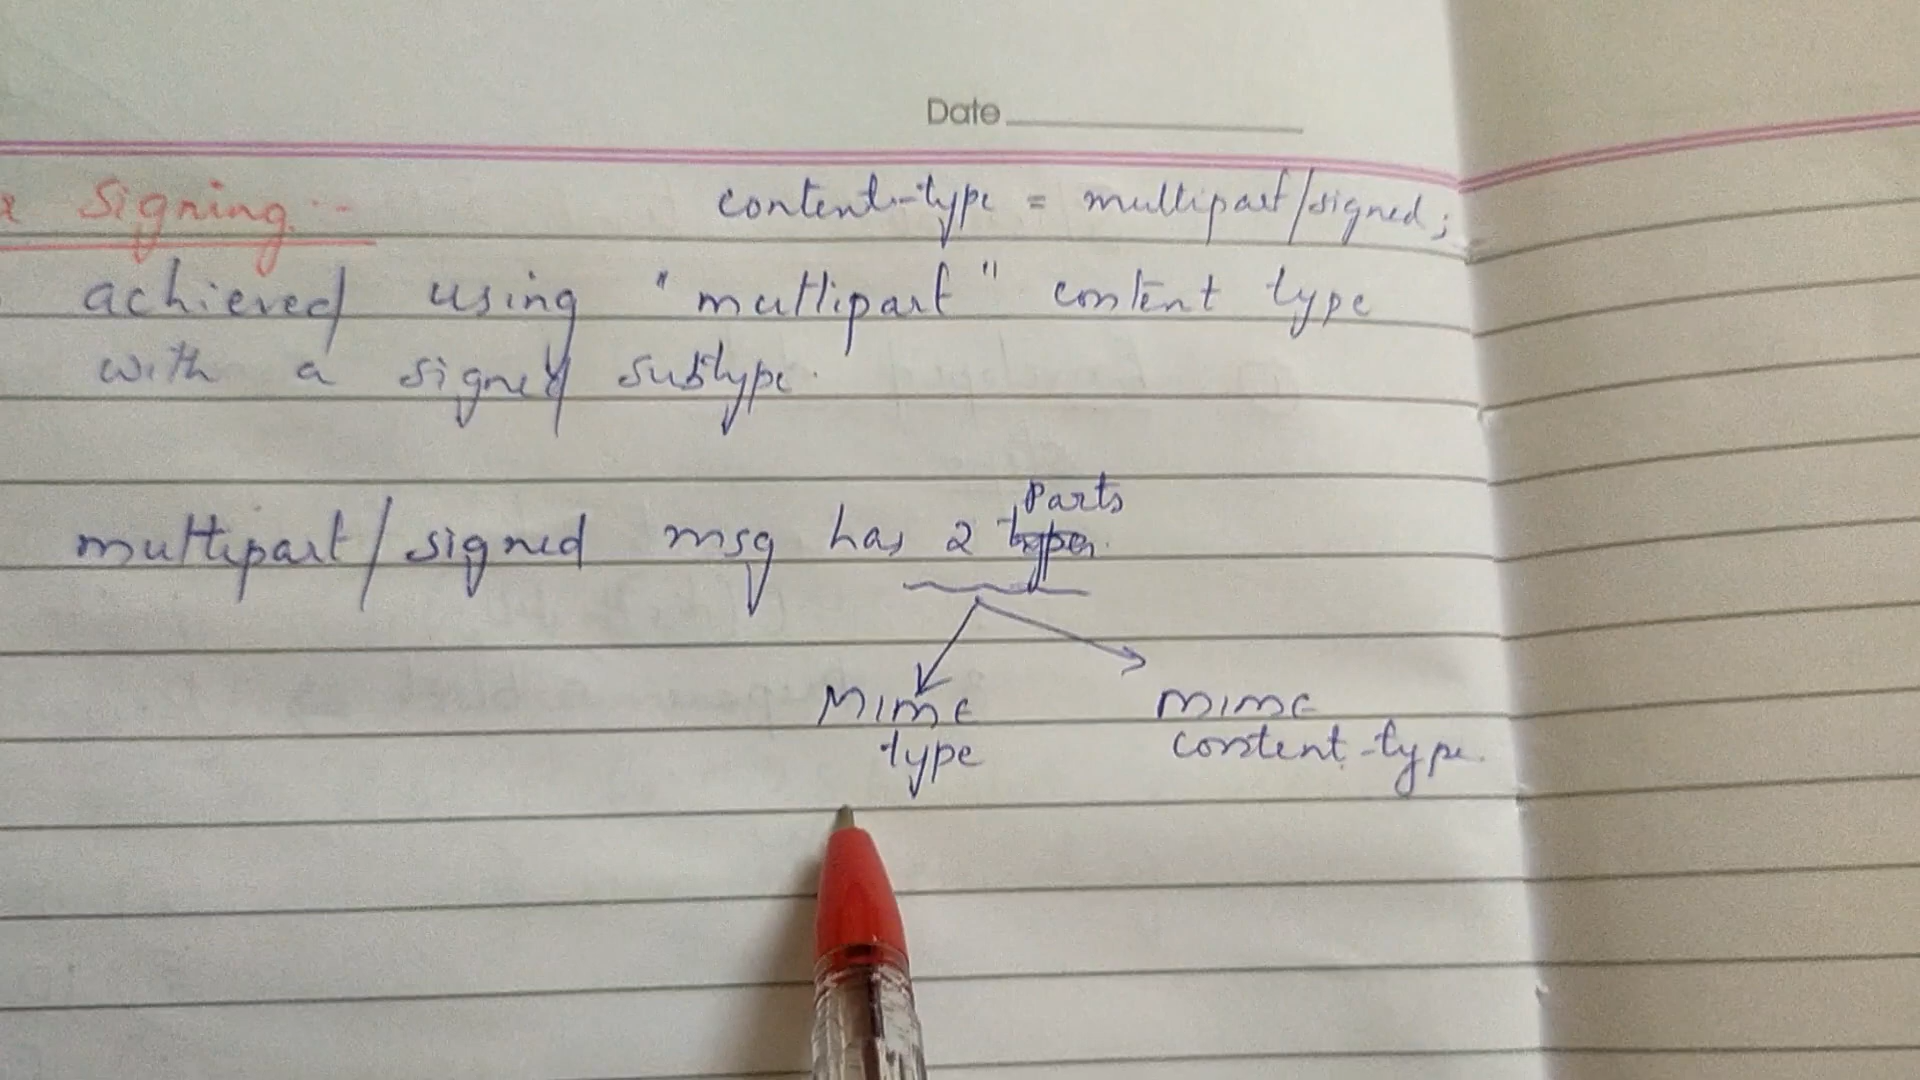 Date
Signing:-
content-type = multipart/signed;
achieved using "multipart" content type
with a signed subtype.
Parts
multipart/signed msg has 2
MIME MIME
type content-type.